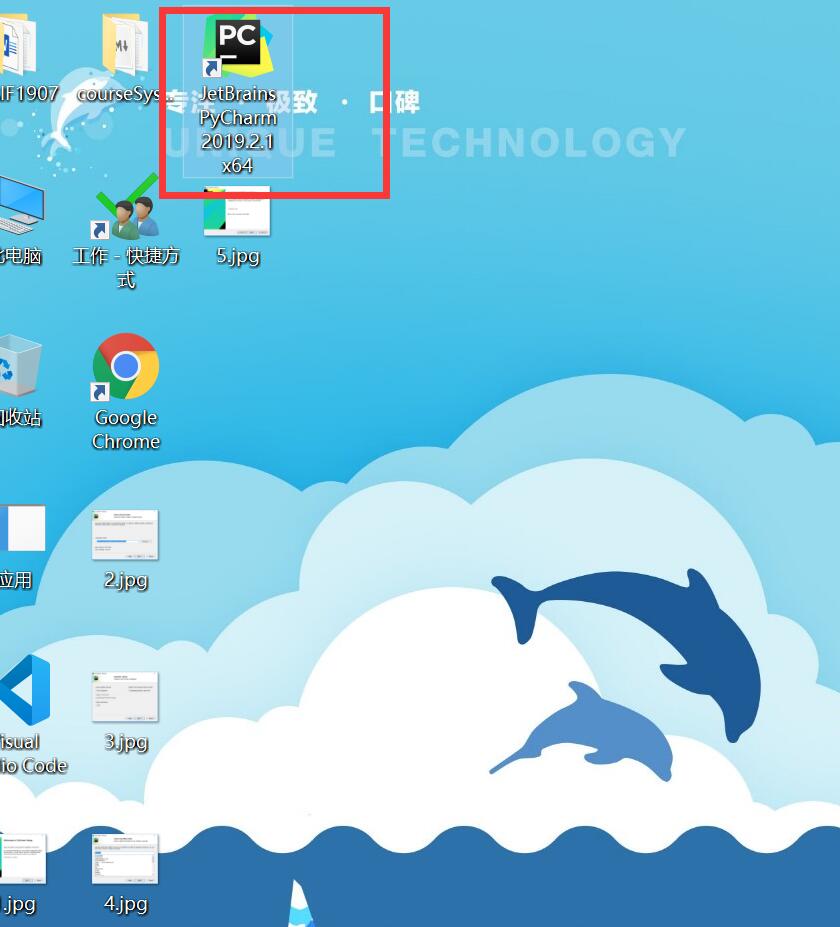 IF1907
courseSys
PC
JetBrains
PyCharm
2019.2.1
x64
专注 · 极致 · 口碑
UNIQUE TECHNOLOGY
电脑
工作 - 快捷方
式
5.jpg
收站
Google
Chrome
应用
2.jpg
isual
io Code
3.jpg
.jpg
4.jpg